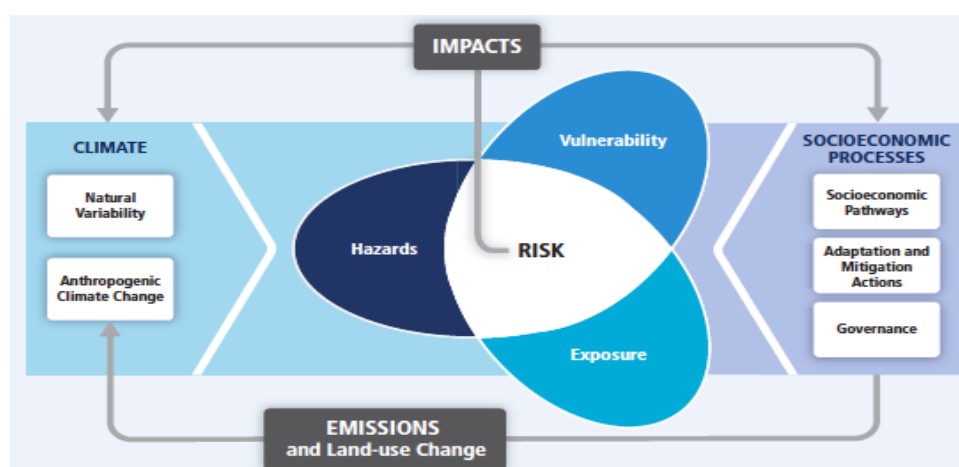 IMPACTS
CLIMATE
Natural
Variability
Anthropogenic
Climate Change
Vulnerability
Hazards
RISK
Exposure
SOCIOECONOMIC
PROCESSES
Socioeconomic
Pathways
Adaptation and
Mitigation
Actions
Governance
EMISSIONS
and Land-use Change